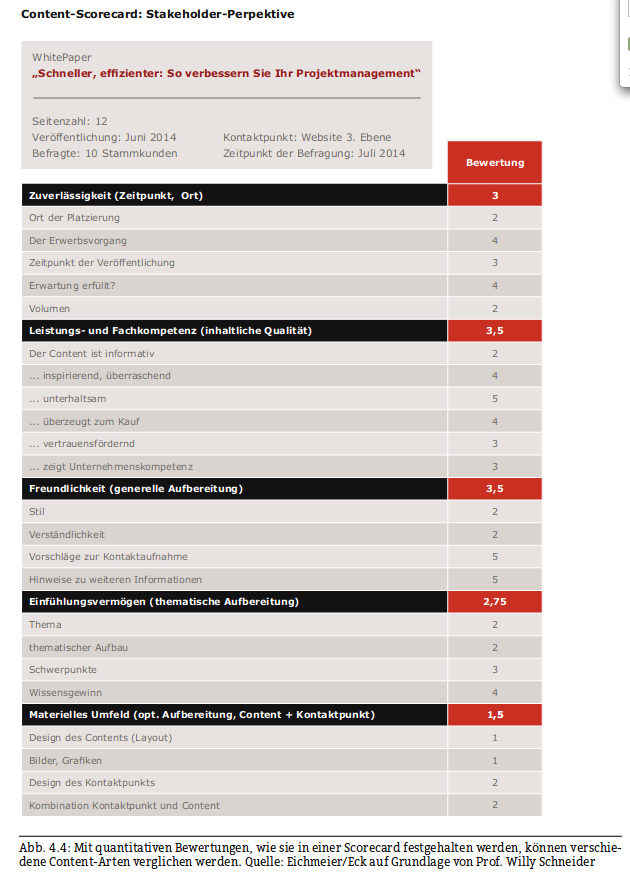 Content-Scorecard: Stakeholder-Perpektive
WhitePaper
„Schneller, effizienter: So verbessern Sie Ihr Projektmanagement“
Seitenzahl: 12
Veröffentlichung: Juni 2014 Kontaktpunkt: Website 3. Ebene
Befragte: 10 Stammkunden Zeitpunkt der Befragung: Juli 2014
Bewertung
Zuverlässigkeit (Zeitpunkt, Ort) 3
Ort der Platzierung 2
Der Erwerbsvorgang 4
Zeitpunkt der Veröffentlichung 3
Erwartung erfüllt? 4
Volumen 2
Leistungs- und Fachkompetenz (inhaltliche Qualität) 3,5
Der Content ist informativ 2
... inspirierend, überraschend 4
... unterhaltsam 5
... überzeugt zum Kauf 4
... vertrauensfördernd 3
... zeigt Unternehmenskompetenz 3
Freundlichkeit (generelle Aufbereitung) 3,5
Stil 2
Verständlichkeit 2
Vorschläge zur Kontaktaufnahme 5
Hinweise zu weiteren Informationen 5
Einfühlungsvermögen (thematische Aufbereitung) 2,75
Thema 2
thematischer Aufbau 2
Schwerpunkte 3
Wissensgewinn 4
Materielles Umfeld (opt. Aufbereitung, Content + Kontaktpunkt) 1,5
Design des Contents (Layout) 1
Bilder, Grafiken 1
Design des Kontaktpunkts 2
Kombination Kontaktpunkt und Content 2
Abb. 4.4: Mit quantitativen Bewertungen, wie sie in einer Scorecard festgehalten werden, können verschie-
dene Content-Arten verglichen werden. Quelle: Eichmeier/Eck auf Grundlage von Prof. Willy Schneider